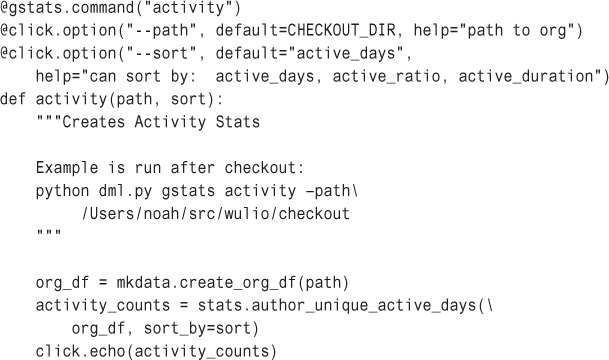 @gstats.command("activity")
@click.option("--path", default=CHECKOUT_DIR, help="path to org")
@click.option("--sort", default="active_days",
    help="can sort by:  active_days, active_ratio, active_duration")
def activity(path, sort):
    """Creates Activity Stats

    Example is run after checkout:
    python dml.py gstats activity –path\
         /Users/noah/src/wulio/checkout
    """

    org_df = mkdata.create_org_df(path)
    activity_counts = stats.author_unique_active_days(\
        org_df, sort_by=sort)
    click.echo(activity_counts)